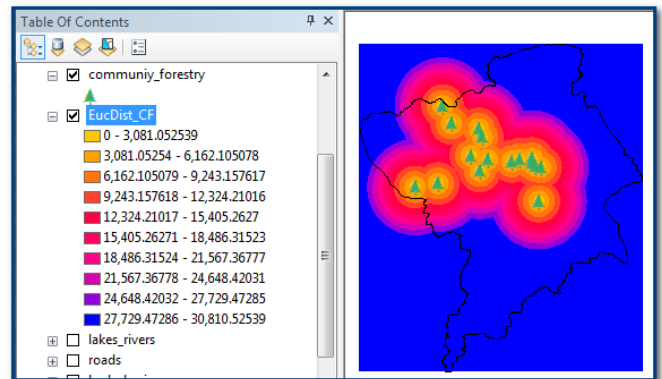 Table Of Contents
communiy_forestry
EucDist_CF
0 - 3,081.052539
3,081.05254 - 6,162.105078
6,162.105079 - 9,243.157617
9,243.157618 - 12,324.21016
12,324.21017 - 15,405.2627
15,405.26271 - 18,486.31523
18,486.31524 - 21,567.36777
21,567.36778 - 24,648.42031
24,648.42032 - 27,729.47285
27,729.47286 - 30,810.52539
lakes_rivers
roads